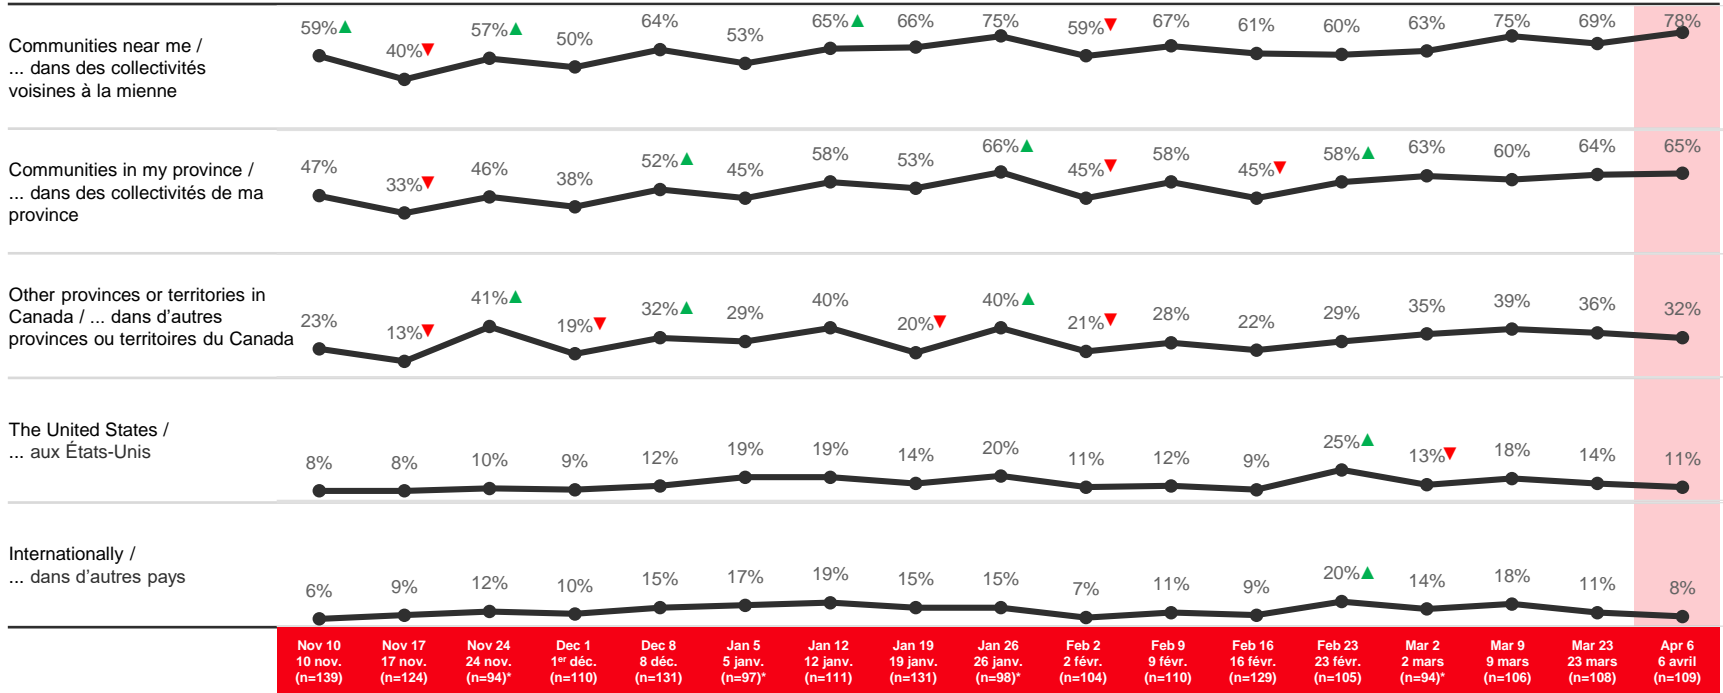 Communities near me /
... dans des collectivités
voisines à la mienne
59%▲ 40%▼ 57%▲ 50% 64% 53% 65%▲ 66% 75% 59%▼ 67% 61% 60% 63% 75% 69% 78%
Communities in my province /
... dans des collectivités de ma
province
47% 33%▼ 46% 38% 52%▲ 45% 58% 53% 66%▲ 45%▼ 58% 45%▼ 58%▲ 63% 60% 64% 65%
Other provinces or territories in
Canada / ... dans d'autres
provinces ou territoires du Canada
23% 13%▼ 41%▲ 19%▼ 32%▲ 29% 40% 20%▼ 40%▲ 21%▼ 28% 22% 29% 35% 39% 36% 32%
The United States /
... aux États-Unis
8% 8% 10% 9% 12% 19% 19% 14% 20% 11% 12% 9% 25%▲ 13%▼ 18% 14% 11%
Internationally /
... dans d'autres pays
6% 9% 12% 10% 15% 17% 19% 15% 15% 7% 11% 9% 20%▲ 14% 18% 11% 8%
Nov 10 Nov 17 Nov 24 Dec 1 Dec 8 Jan 5 Jan 12 Jan 19 Jan 26 Feb 2 Feb 9 Feb 16 Feb 23 Mar 2 Mar 9 Mar 23 Apr 6
10 nov. 17 nov. 24 nov. 1er déc. 8 déc. 5 janv. 12 janv. 19 janv. 26 janv. 2 févr. 9 févr. 16 févr. 23 févr. 2 mars 9 mars 23 mars 6 avril
(n=139) (n=124) (n=94)* (n=110) (n=131) (n=97)* (n=111) (n=131) (n=98)* (n=104) (n=110) (n=129) (n=105) (n=94)* (n=106) (n=108) (n=109)